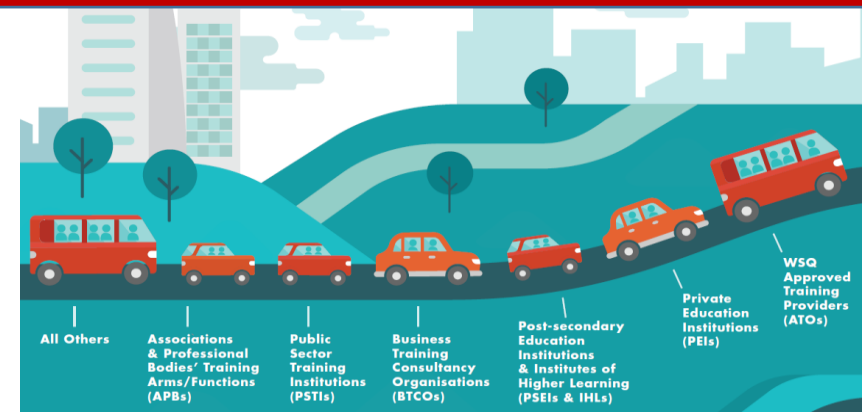 All Others
Associations
& Professional
Bodies' Training
Arms/Functions
(APBs)
Public
Sector
Training
Institutions
(PSTIs)
Business
Training
Consultancy
Organisations
(BTCOs)
Post-secondary
Education
Institutions
& Institutes of
Higher Learning
(PSEIs & IHLs)
Private
Education
Institutions
(PEIs)
WSQ
Approved
Training
Providers
(ATOs)